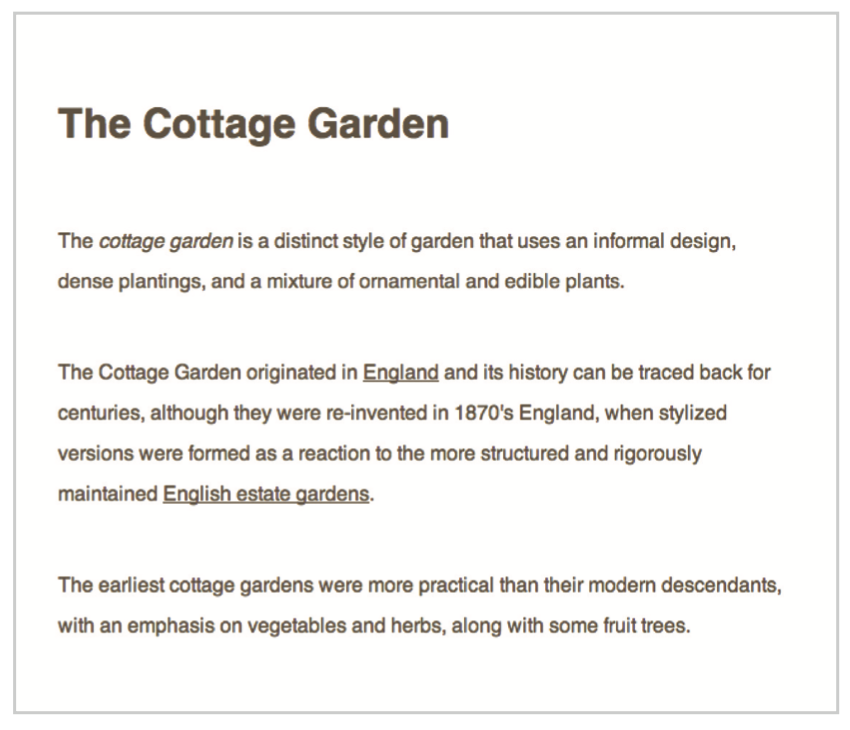 The Cottage Garden
The cottage garden is a distinct style of garden that uses an informal design,
dense plantings, and a mixture of ornamental and edible plants.
The Cottage Garden originated in England and its history can be traced back for
centuries, although they were re-invented in 1870's England, when stylized
versions were formed as a reaction to the more structured and rigorously
maintained English estate gardens.
The earliest cottage gardens were more practical than their modern descendants,
with an emphasis on vegetables and herbs, along with some fruit trees.